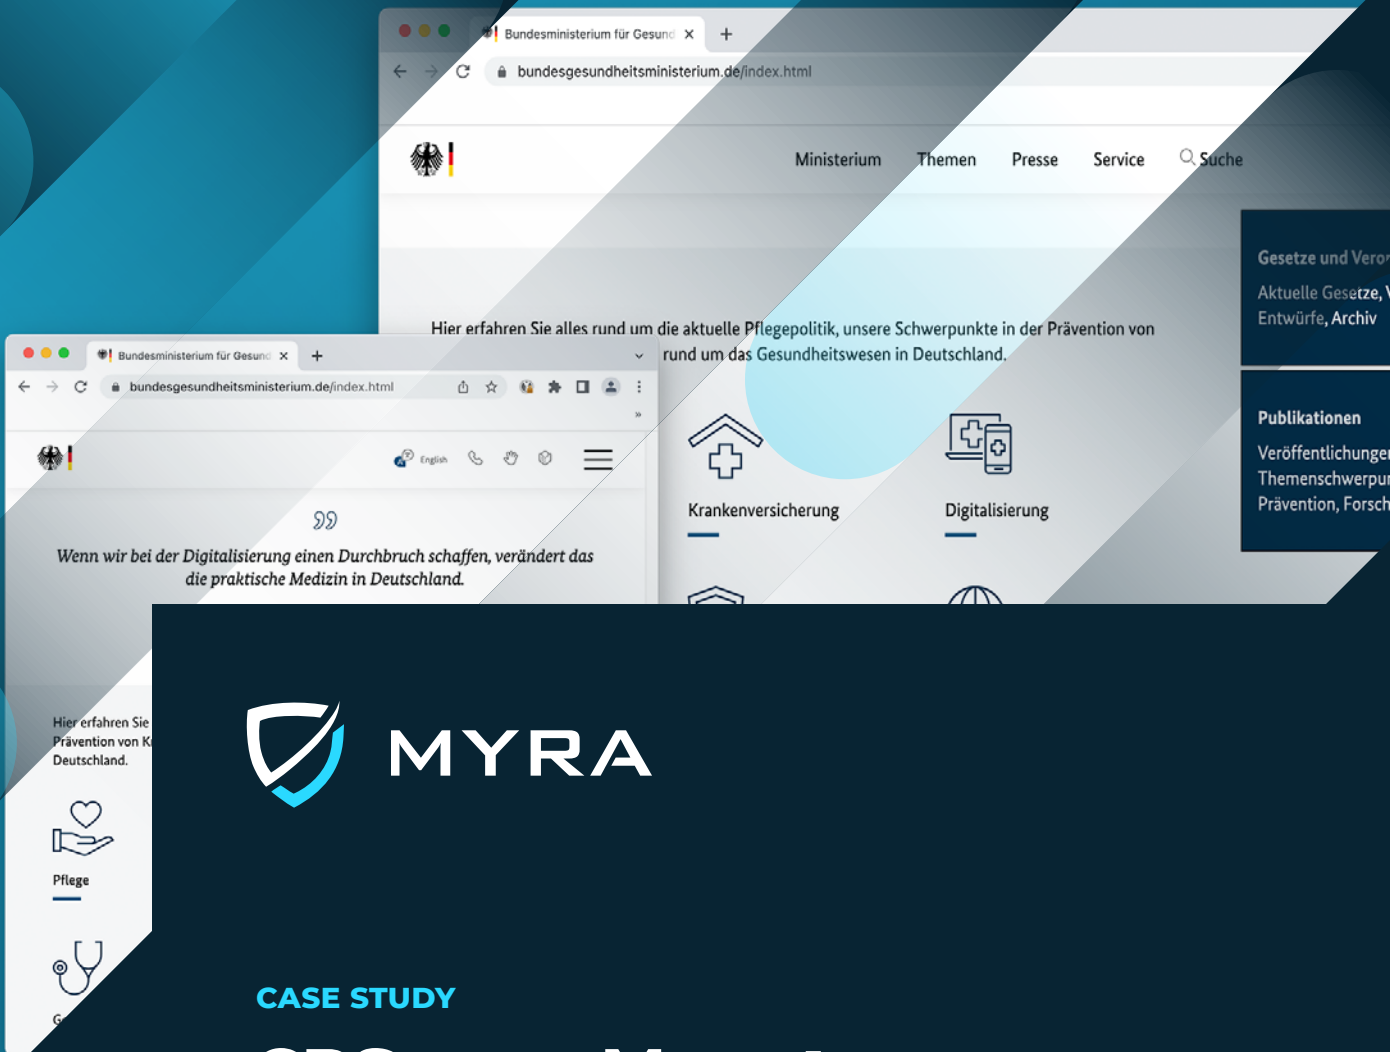 Bundesministerium für Gesund
bundesgesundheitsministerium.de/index.html
Ministerium Themen Presse Service Suche
Gesetze und Veror
Aktuelle Gesetze, V
Entwürfe, Archiv
Hier erfahren Sie alles rund um die aktuelle Pflegepolitik, unsere Schwerpunkte in der Prävention von
rund um das Gesundheitswesen in Deutschland.
Publikationen
Veröffentlichungen
Themenschwerpun
Prävention, Forsch
Krankenversicherung
Digitalisierung
Bundesministerium für Gesund
bundesgesundheitsministerium.de/index.html
English
Wenn wir bei der Digitalisierung einen Durchbruch schaffen, verändert das
die praktische Medizin in Deutschland.
Hier erfahren Sie
Prävention von K
Deutschland.
Pflege
MYRA
CASE STUDY